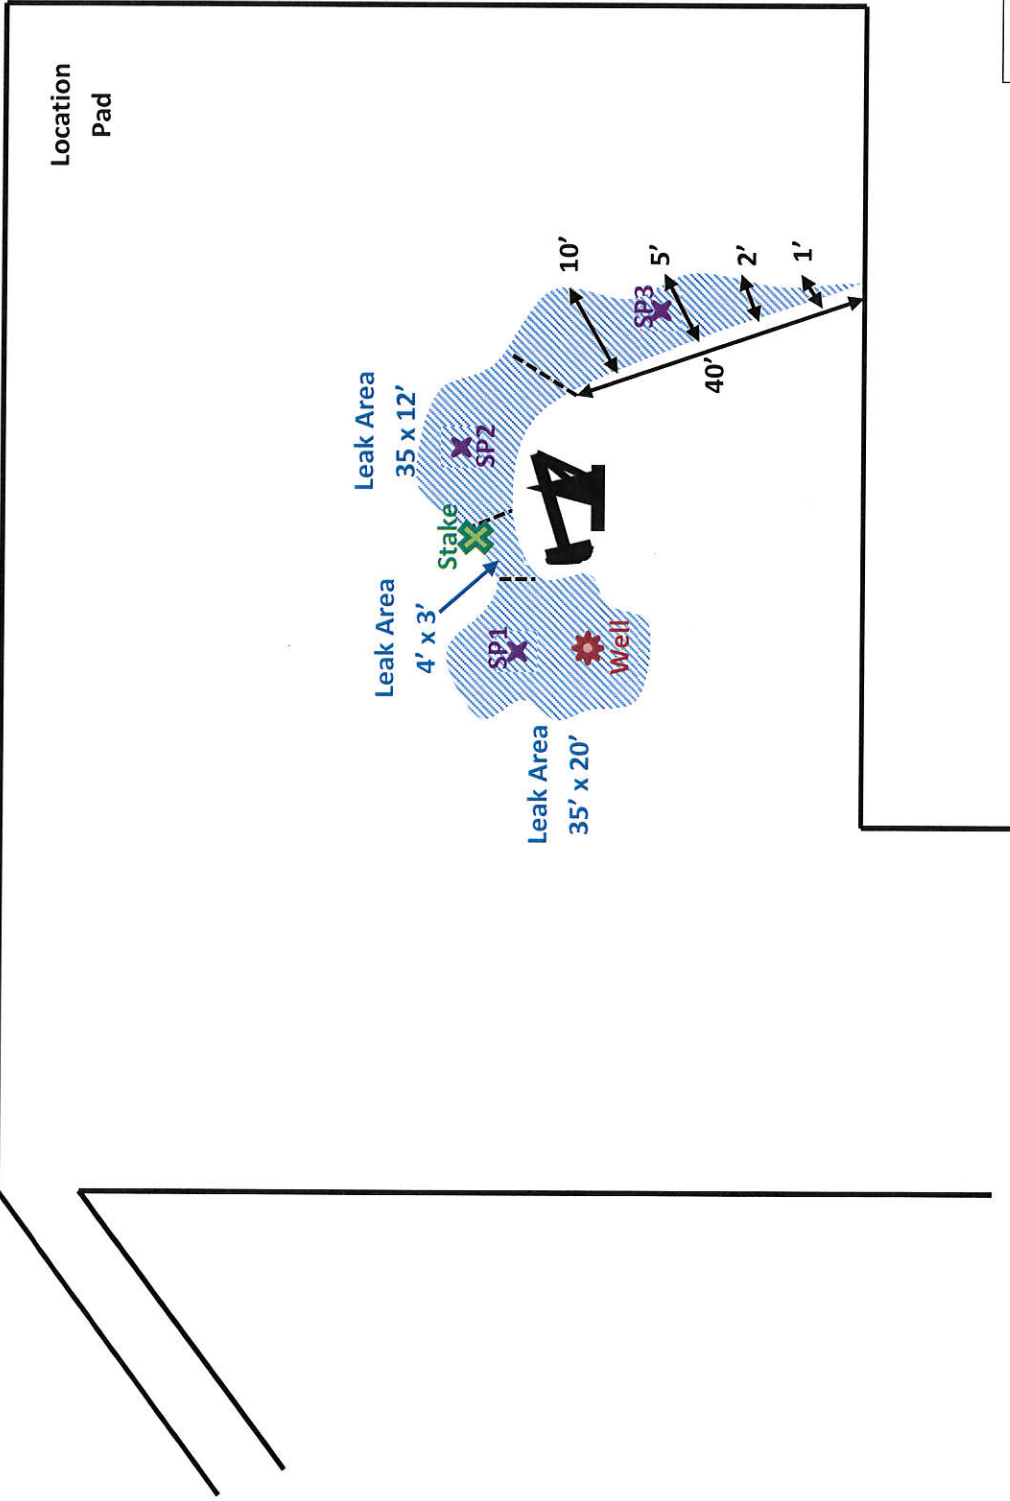 Location
Pad
Leak Area
35 x 12’
Leak Area
4’ x 3’
Leak Area
35’ x 20’
Stake
SP1
SP2
SP3
Well
10’
5’
2’
1’
40’